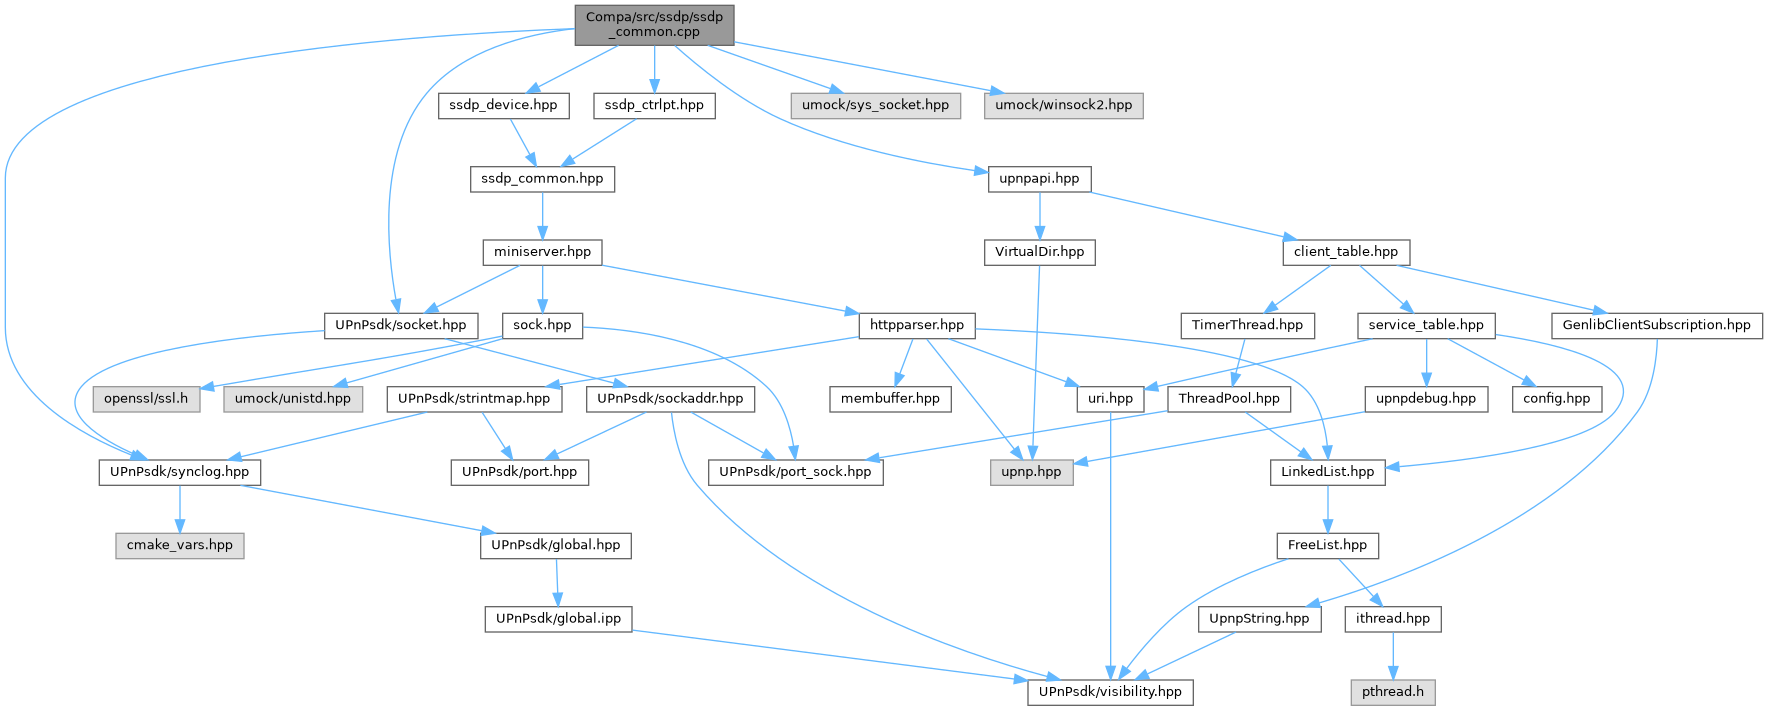 Compa/src/ssdp/ssdp
_common.cpp
ssdp_device.hpp
ssdp_ctrlpt.hpp
umock/sys_socket.hpp
umock/winsock2.hpp
ssdp_common.hpp
upnpapi.hpp
miniserver.hpp
VirtualDir.hpp
client_table.hpp
UPnPsdk/socket.hpp
sock.hpp
httpparser.hpp
TimerThread.hpp
service_table.hpp
GenlibClientSubscription.hpp
openssl/ssl.h
umock/unistd.hpp
UPnPsdk/strintmap.hpp
UPnPsdk/sockaddr.hpp
membuffer.hpp
uri.hpp
ThreadPool.hpp
upnpdebug.hpp
config.hpp
UPnPsdk/synclog.hpp
UPnPsdk/port.hpp
UPnPsdk/port_sock.hpp
upnp.hpp
LinkedList.hpp
cmake_vars.hpp
UPnPsdk/global.hpp
FreeList.hpp
UPnPsdk/global.ipp
UpnpString.hpp
ithread.hpp
UPnPsdk/visibility.hpp
pthread.h